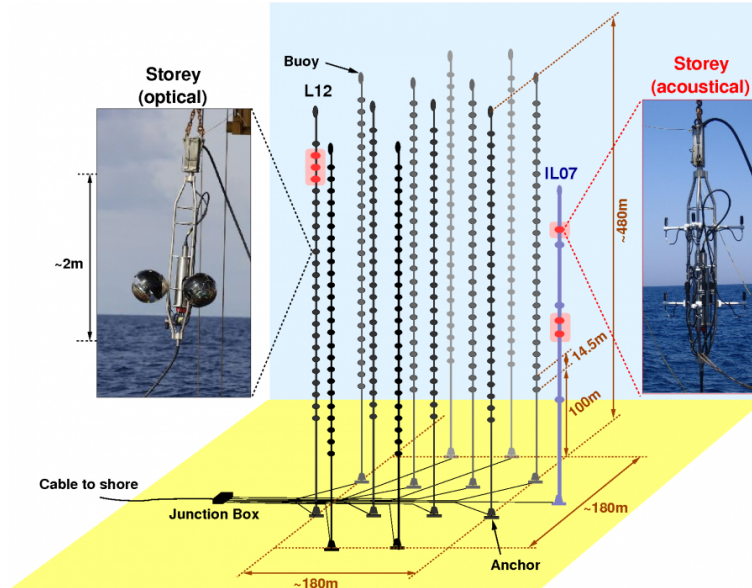 Storey
(optical)
Buoy
L12
Storey
(acoustical)
IL07
~480m
~2m
14.5m
100m
Cable to shore
Junction Box
~180m
Anchor
~180m